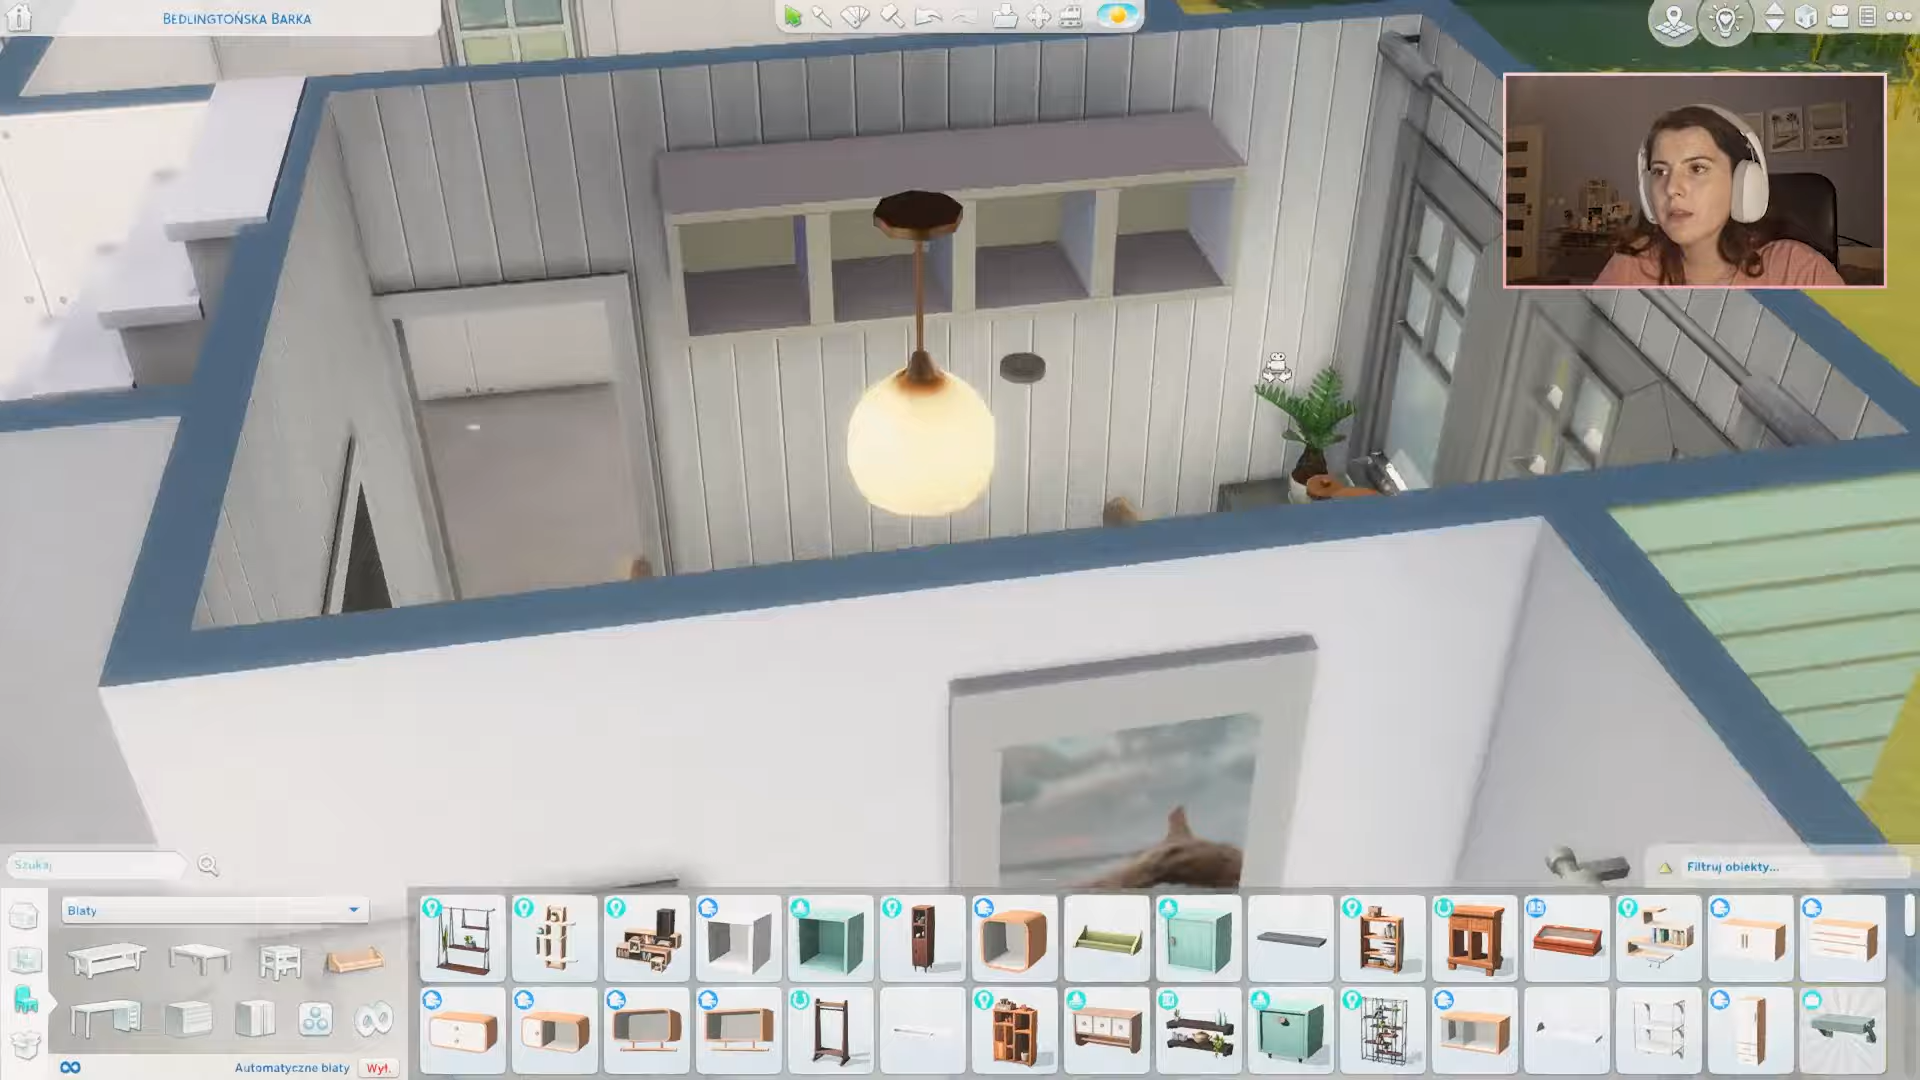 BEDLINGTOŃSKA BARKA
Szukaj
Filtruj obiekty...
Blaty
Automatyczne blaty
Wył.